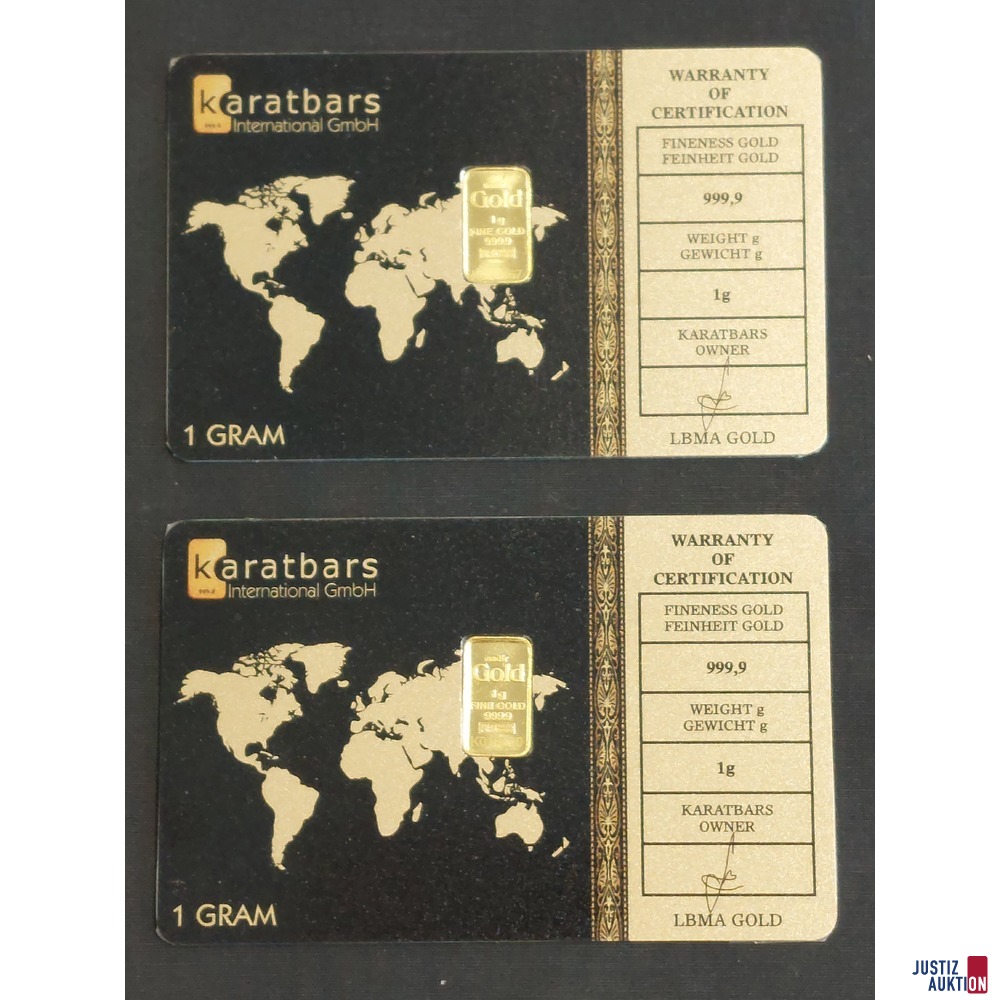 karatbars
International GmbH
Gold
1g
FINE GOLD
9999
1 GRAM
WARRANTY
OF
CERTIFICATION
FINENESS GOLD
FEINHEIT GOLD
999,9
WEIGHT g
GEWICHT g
1g
KARATBARS
OWNER
LBMA GOLD
karatbars
International GmbH
Gold
1g
FINE GOLD
9999
1 GRAM
WARRANTY
OF
CERTIFICATION
FINENESS GOLD
FEINHEIT GOLD
999,9
WEIGHT g
GEWICHT g
1g
KARATBARS
OWNER
LBMA GOLD
JUSTIZ
AUKTION